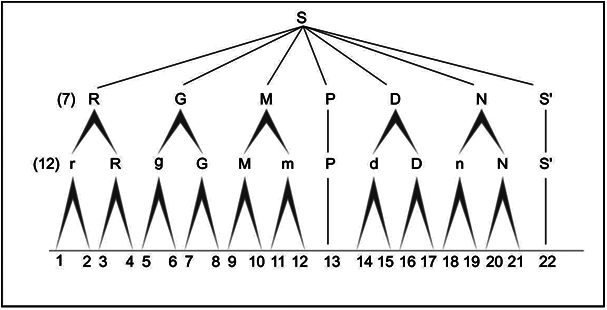 S
(7) R G M P D N S'
(12) r R g G M m P d D n N S'
1 2 3 4 5 6 7 8 9 10 11 12 13 14 15 16 17 18 19 20 21 22